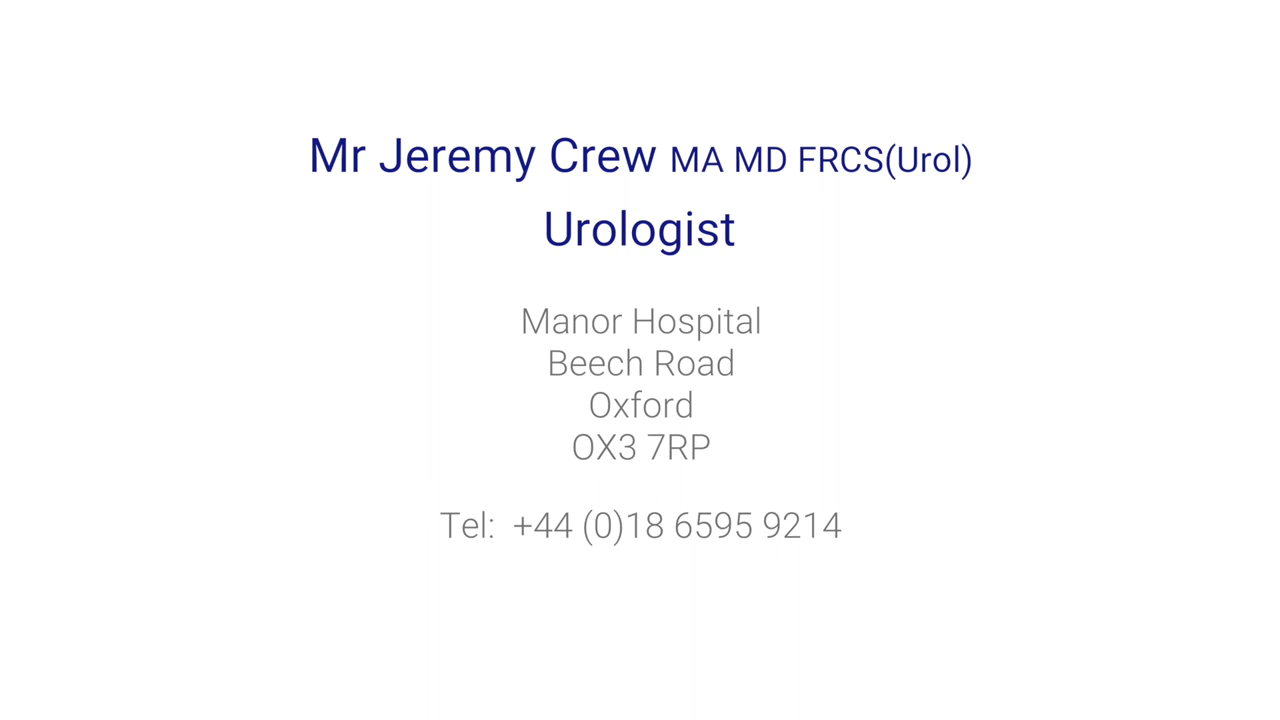 Mr Jeremy Crew MA MD FRCS(Urol)
Urologist
Manor Hospital
Beech Road
Oxford
OX3 7RP
Tel:  +44 (0)18 6595 9214